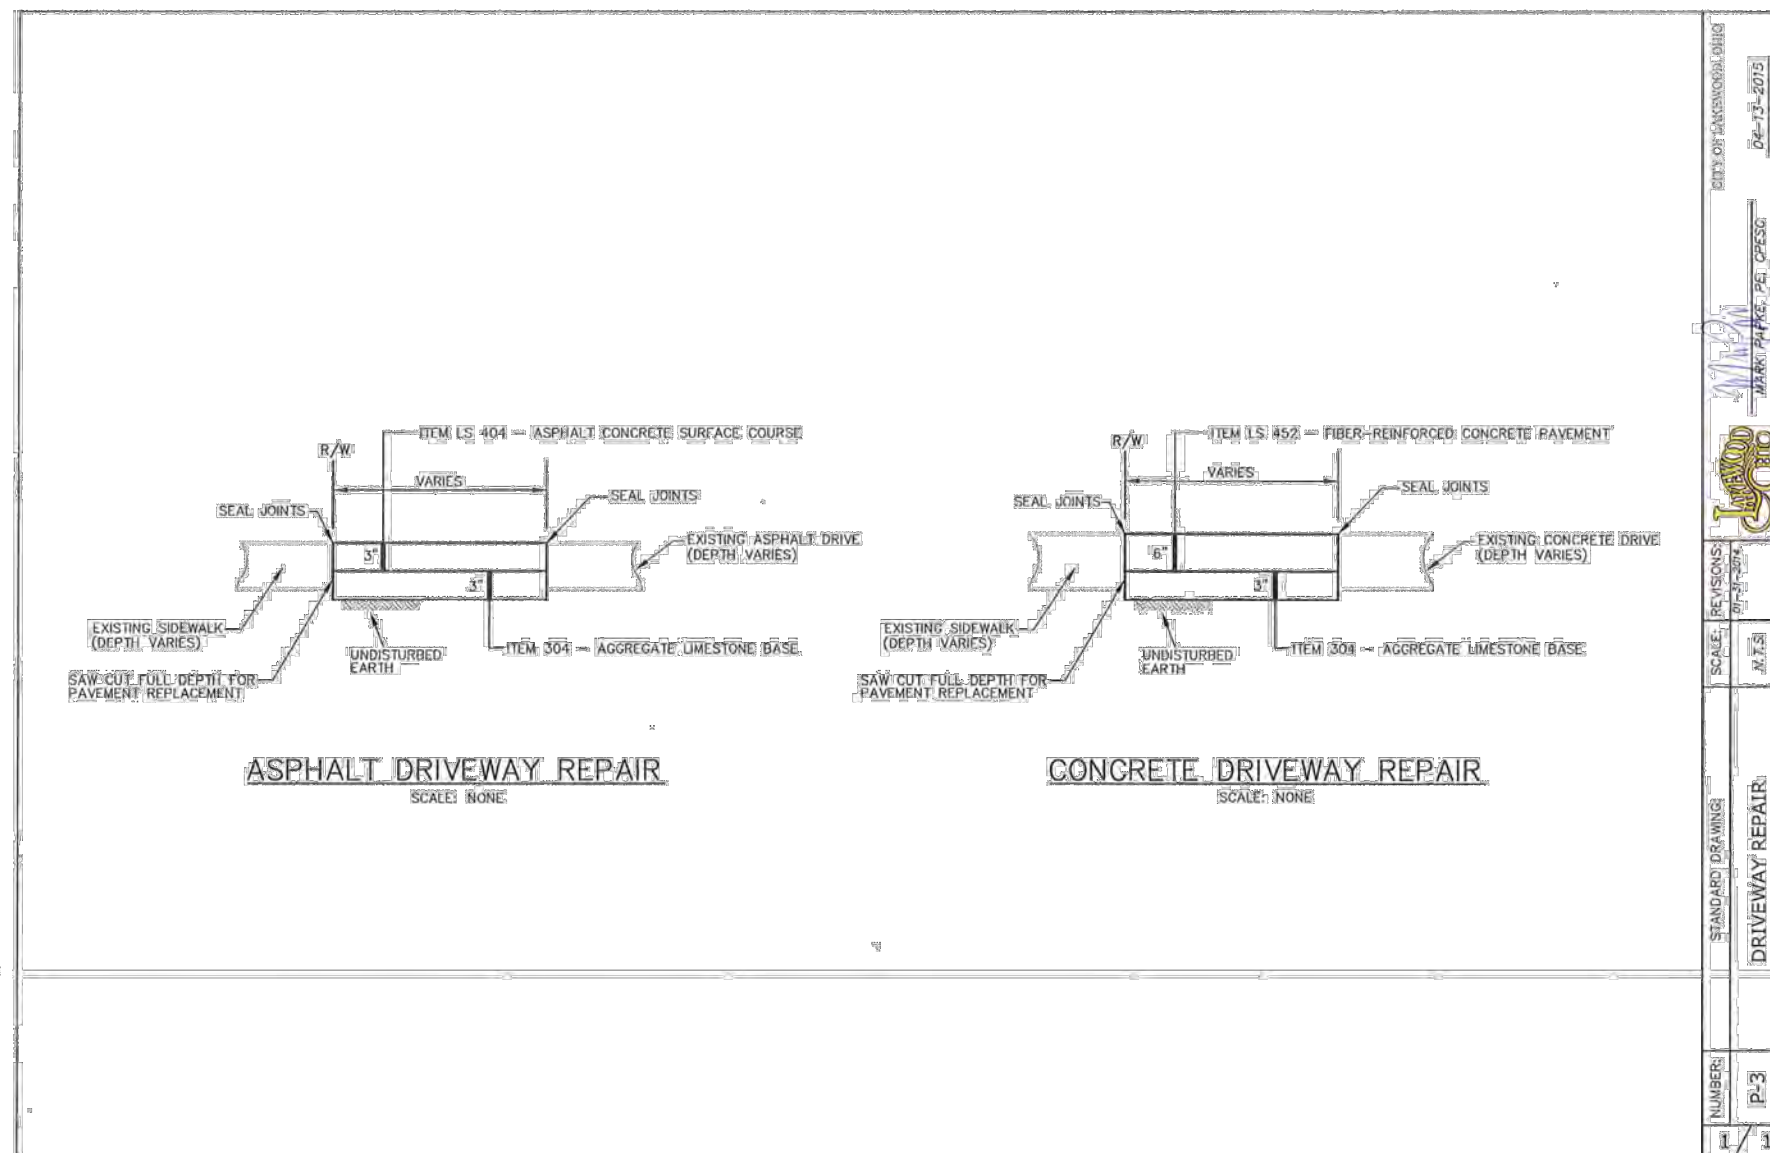 ITEM LS 404 - ASPHALT CONCRETE SURFACE COURSE
R/W
VARIES
SEAL JOINTS
SEAL JOINTS
EXISTING ASPHALT DRIVE
(DEPTH VARIES)
3"
3"
EXISTING SIDEWALK
(DEPTH VARIES)
UNDISTURBED
EARTH
ITEM 304 - AGGREGATE LIMESTONE BASE
SAW CUT FULL DEPTH FOR
PAVEMENT REPLACEMENT
ASPHALT DRIVEWAY REPAIR
SCALE: NONE
ITEM LS 452 - FIBER-REINFORCED CONCRETE PAVEMENT
R/W
VARIES
SEAL JOINTS
SEAL JOINTS
EXISTING CONCRETE DRIVE
(DEPTH VARIES)
6"
3"
EXISTING SIDEWALK
(DEPTH VARIES)
UNDISTURBED
EARTH
ITEM 304 - AGGREGATE LIMESTONE BASE
SAW CUT FULL DEPTH FOR
PAVEMENT REPLACEMENT
CONCRETE DRIVEWAY REPAIR
SCALE: NONE
CITY OF LAKEWOOD, OHIO
04-13-2015
MARK PAPKE, PE, CPESC
LAKEWOOD
OHIO
REVISIONS:
01-31-2014
SCALE:
N.T.S
STANDARD DRAWING:
DRIVEWAY REPAIR
NUMBER:
P-3
1 / 1